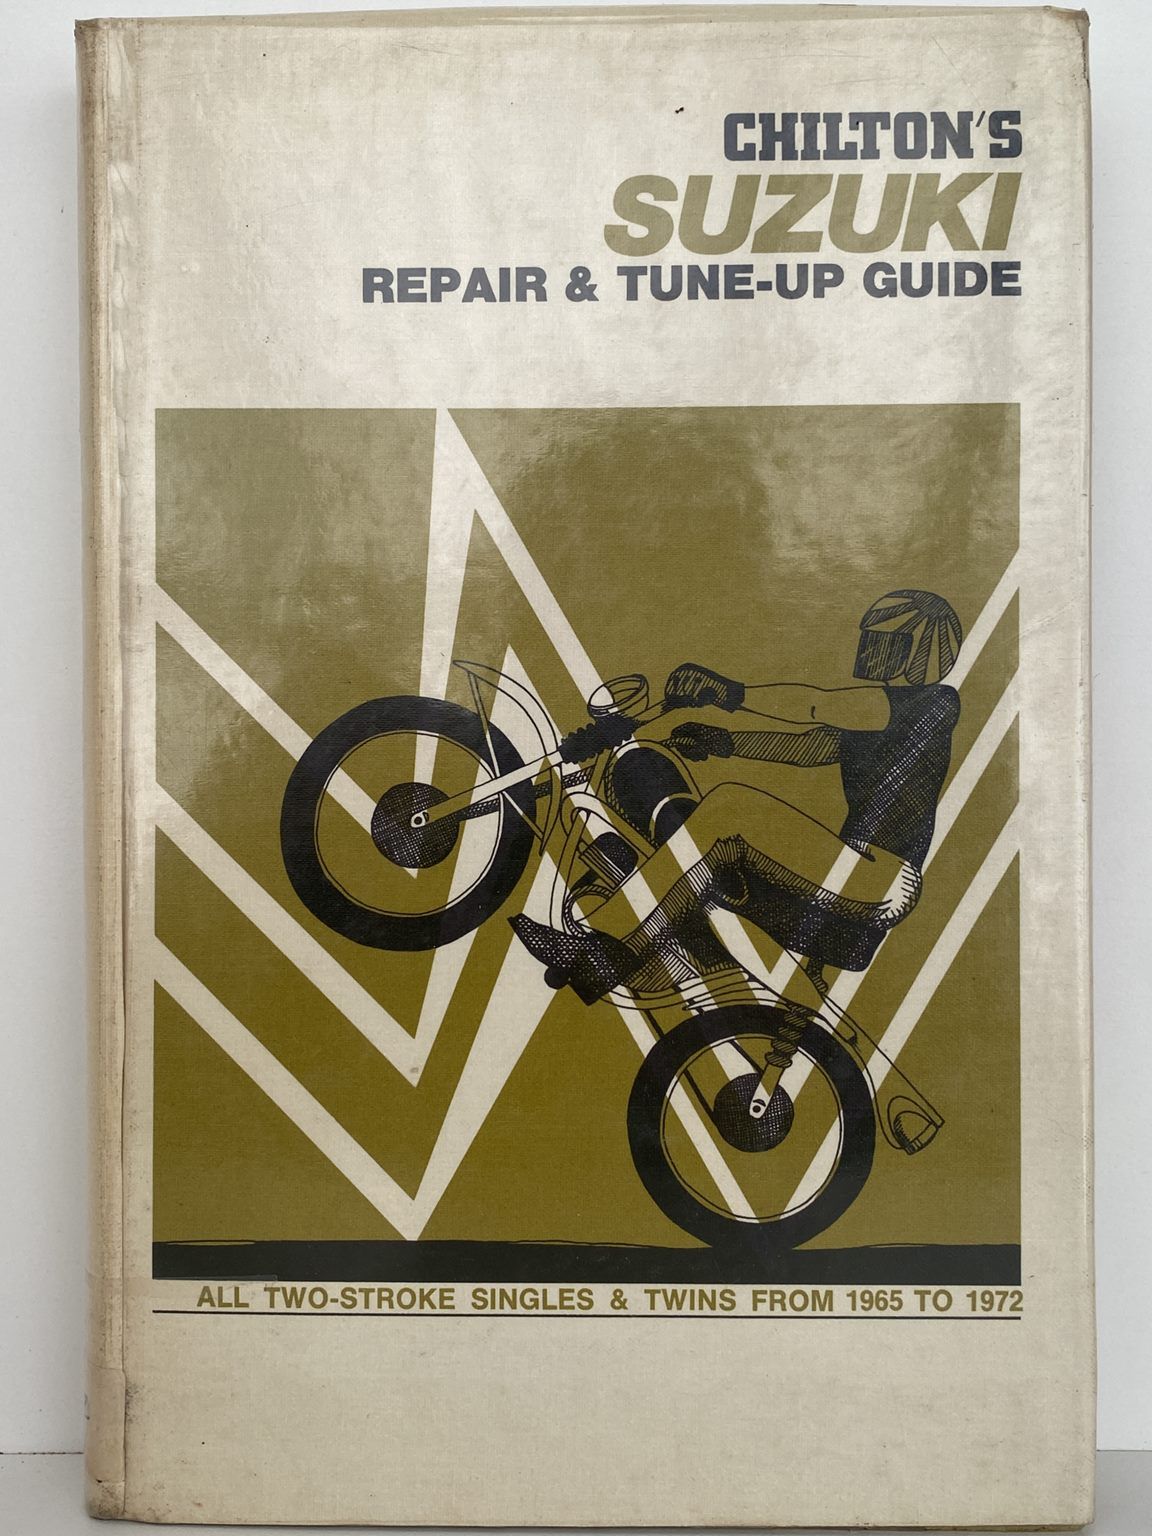 CHILTON'S
SUZUKI
REPAIR & TUNE-UP GUIDE
ALL TWO-STROKE SINGLES & TWINS FROM 1965 TO 1972